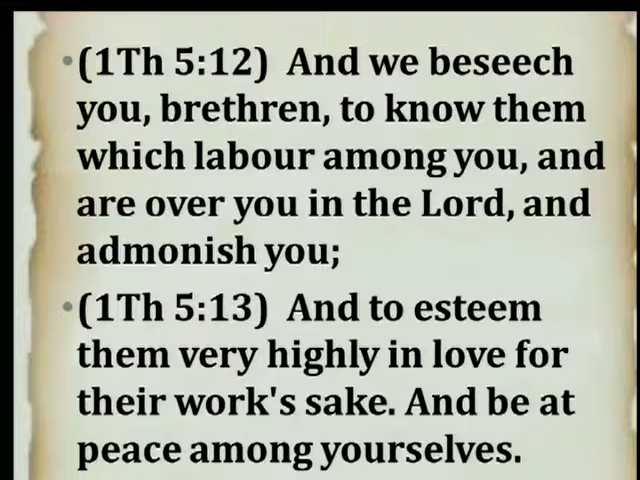 •(1Th 5:12)  And we beseech
you, brethren, to know them
which labour among you, and
are over you in the Lord, and
admonish you;
•(1Th 5:13)  And to esteem
them very highly in love for
their work's sake. And be at
peace among yourselves.